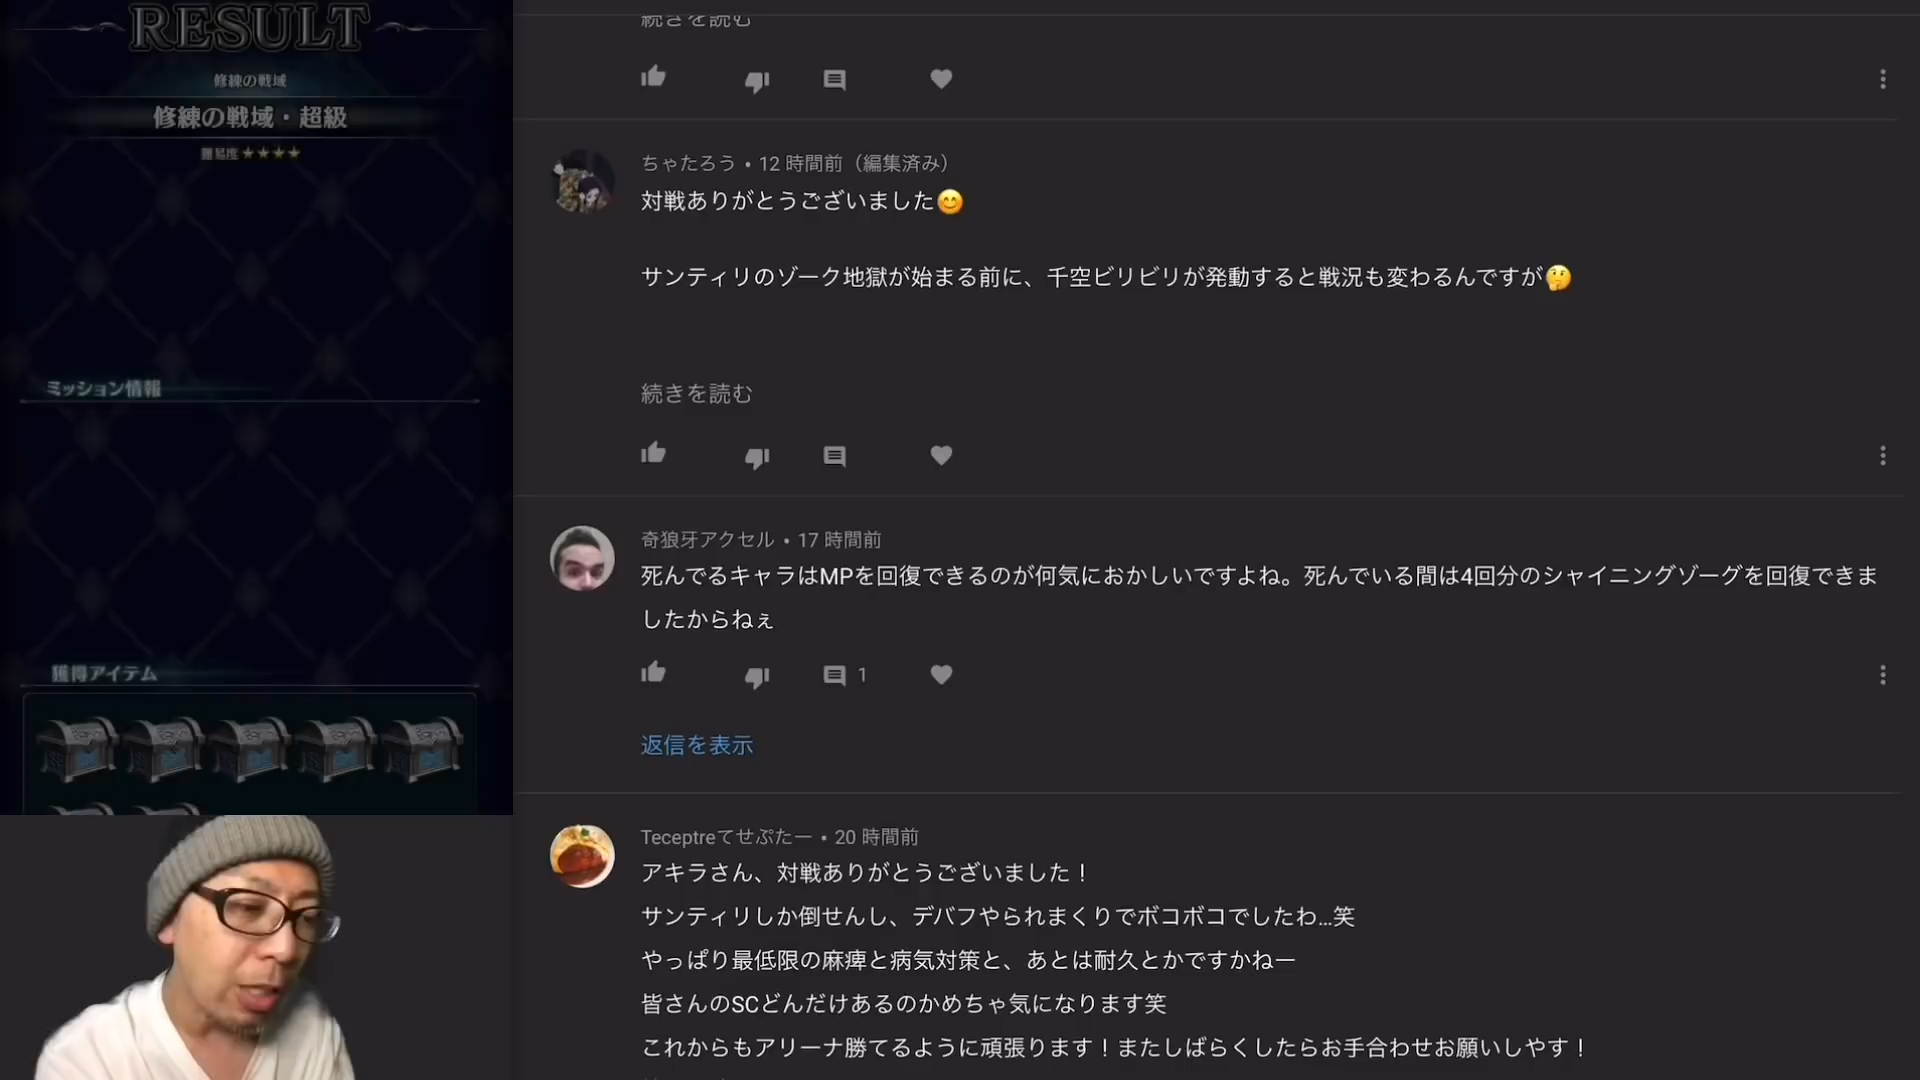 RESULT
修練の戦域
修練の戦域・超級
難易度★★★★
ミッション情報
獲得アイテム
続きを読む
ちゃたろう • 12 時間前（編集済み）
対戦ありがとうございました😊
サンティリのゾーク地獄が始まる前に、千空ビリビリが発動すると戦況も変わるんですが🤔
続きを読む
奇狼牙アクセル • 17 時間前
死んでるキャラはMPを回復できるのが何気におかしいですよね。死んでいる間は4回分のシャイニングゾーグを回復できま
したからねぇ
1
返信を表示
Teceptreてせぷたー • 20 時間前
アキラさん、対戦ありがとうございました！
サンティリしか倒せんし、デバフやられまくりでボコボコでしたわ…笑
やっぱり最低限の麻痺と病気対策と、あとは耐久とかですかねー
皆さんのSCどんだけあるのかめちゃ気になります笑
これからもアリーナ勝てるように頑張ります！またしばらくしたらお手合わせお願いしやす！